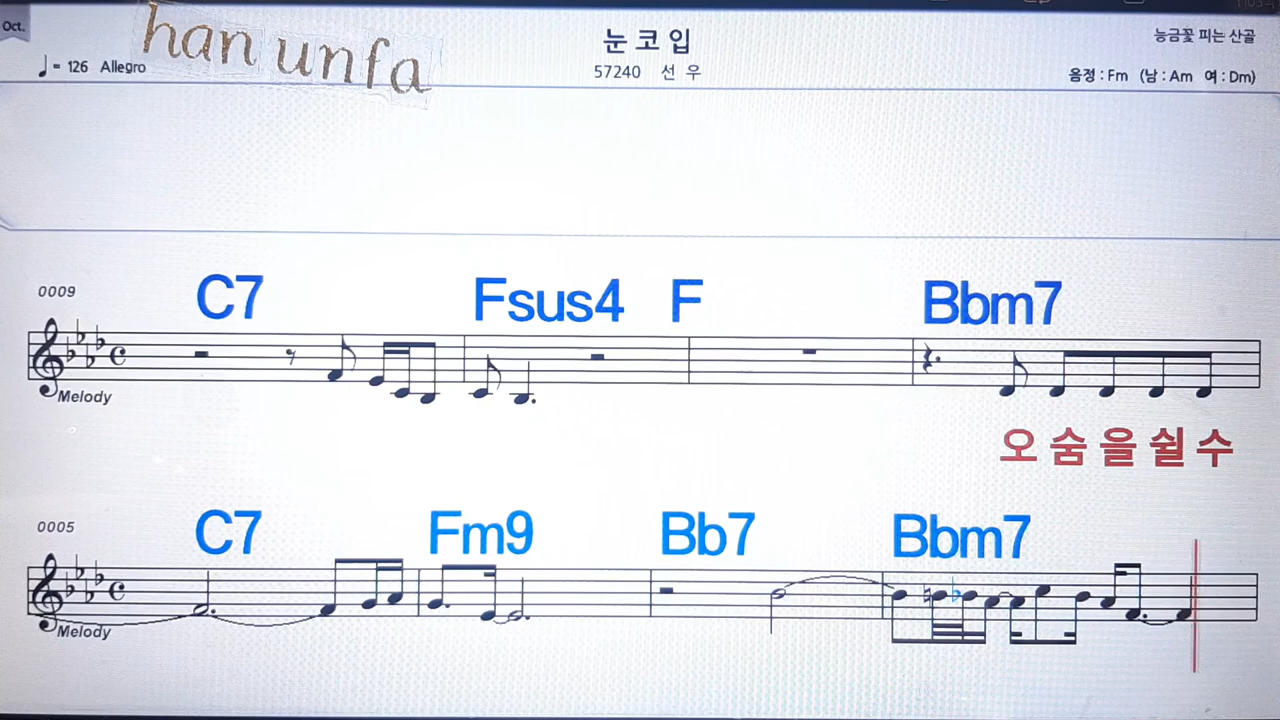 Oct.
han unfa
♩= 126 Allegro
눈 코 입
57240 선 우
능금꽃 피는 산골
음정 : Fm (남 : Am 여 : Dm)
0009
C7 Fsus4 F Bbm7
Melody
오 숨 을 쉴 수
0005
C7 Fm9 Bb7 Bbm7
Melody